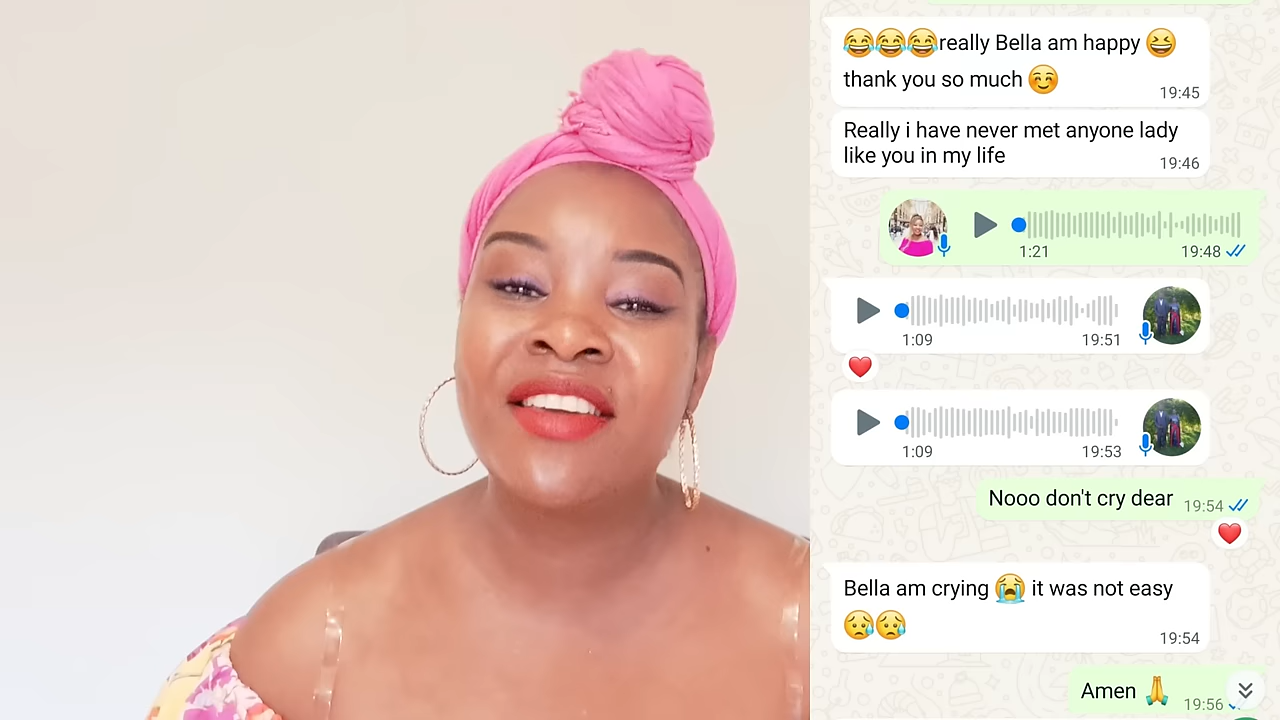 😂😂😂really Bella am happy 😆
thank you so much ☺️
19:45
Really i have never met anyone lady
like you in my life
19:46
1:21
19:48
1:09
19:51
1:09
19:53
Nooo don't cry dear
19:54
Bella am crying 😭 it was not easy
😥😥
19:54
Amen 🙏
19:56